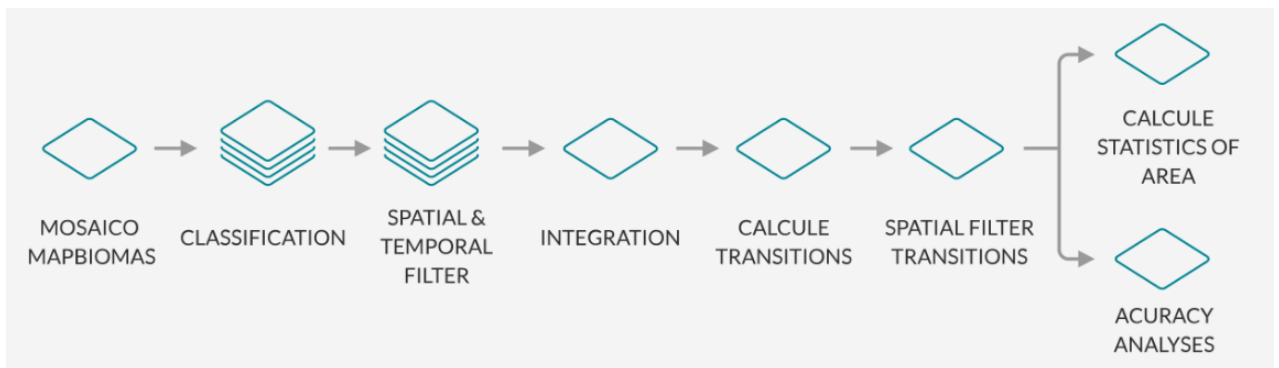 MOSAICO
MAPBIOMAS
CLASSIFICATION
SPATIAL &
TEMPORAL
FILTER
INTEGRATION
CALCULE
TRANSITIONS
SPATIAL FILTER
TRANSITIONS
CALCULE
STATISTICS OF
AREA
ACURACY
ANALYSES